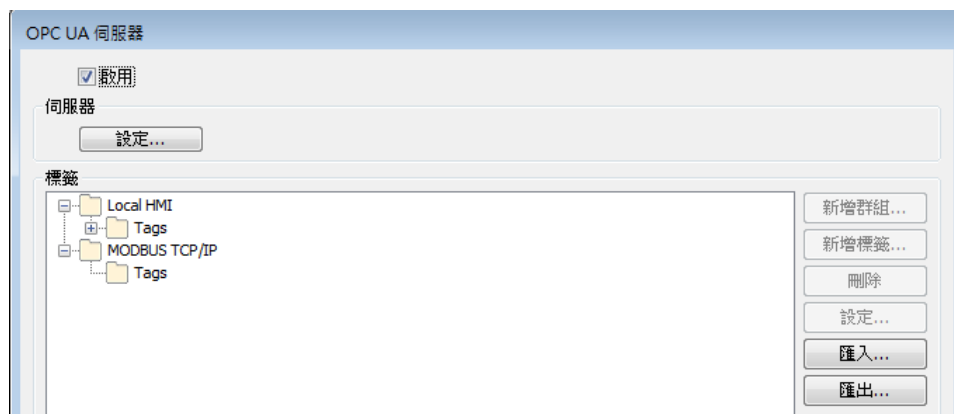 OPC UA 伺服器
啟用
伺服器
設定...
標籤
Local HMI
Tags
MODBUS TCP/IP
Tags
新增群組...
新增標籤...
刪除
設定...
匯入...
匯出...